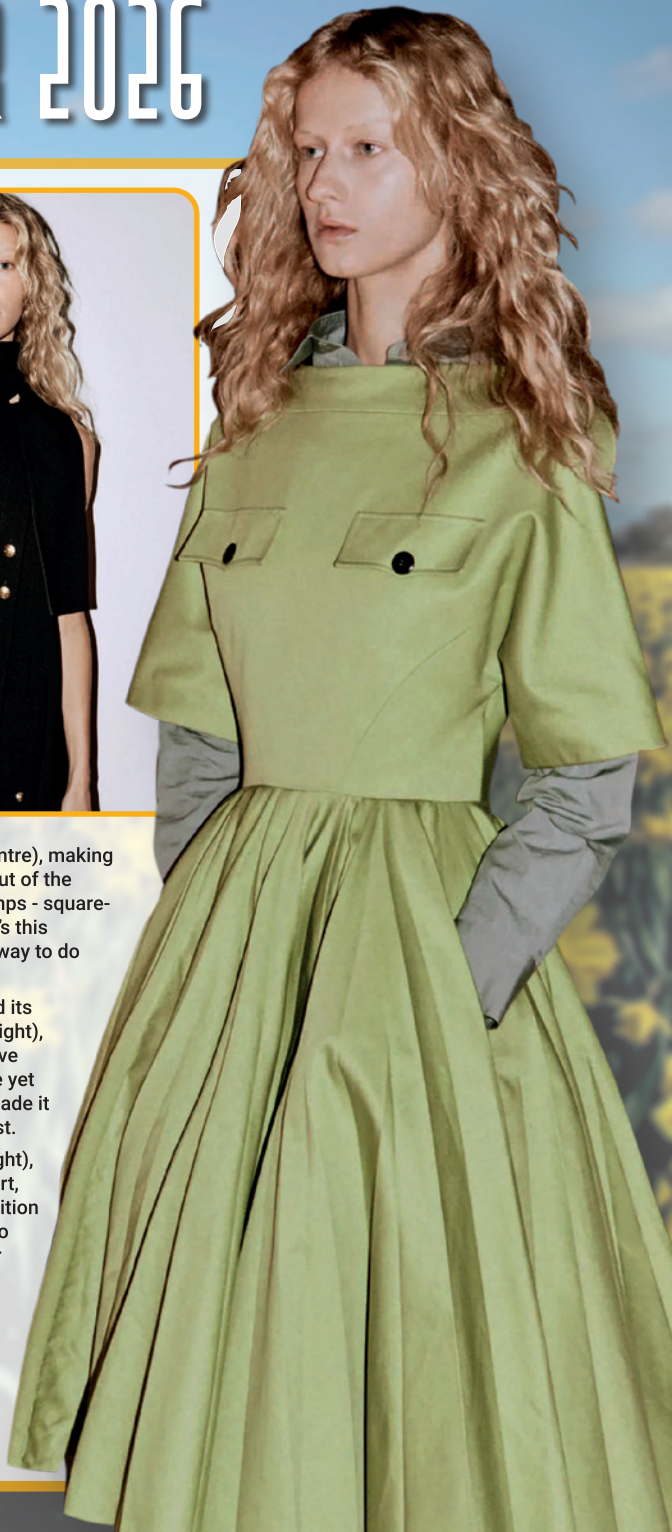 2026
ntre), making
ut of the
nps - square-
's this
way to do
d its
ight),
ve
e yet
ade it
st.
ght),
rt,
ition
o